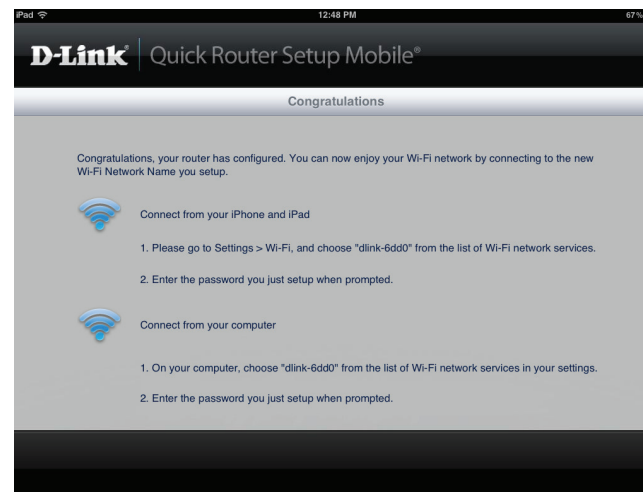 iPad 12:48 PM 67%
D-Link® Quick Router Setup Mobile®
Congratulations
Congratulations, your router has configured. You can now enjoy your Wi-Fi network by connecting to the new
Wi-Fi Network Name you setup.
Connect from your iPhone and iPad
1. Please go to Settings > Wi-Fi, and choose "dlink-6dd0" from the list of Wi-Fi network services.
2. Enter the password you just setup when prompted.
Connect from your computer
1. On your computer, choose "dlink-6dd0" from the list of Wi-Fi network services in your settings.
2. Enter the password you just setup when prompted.